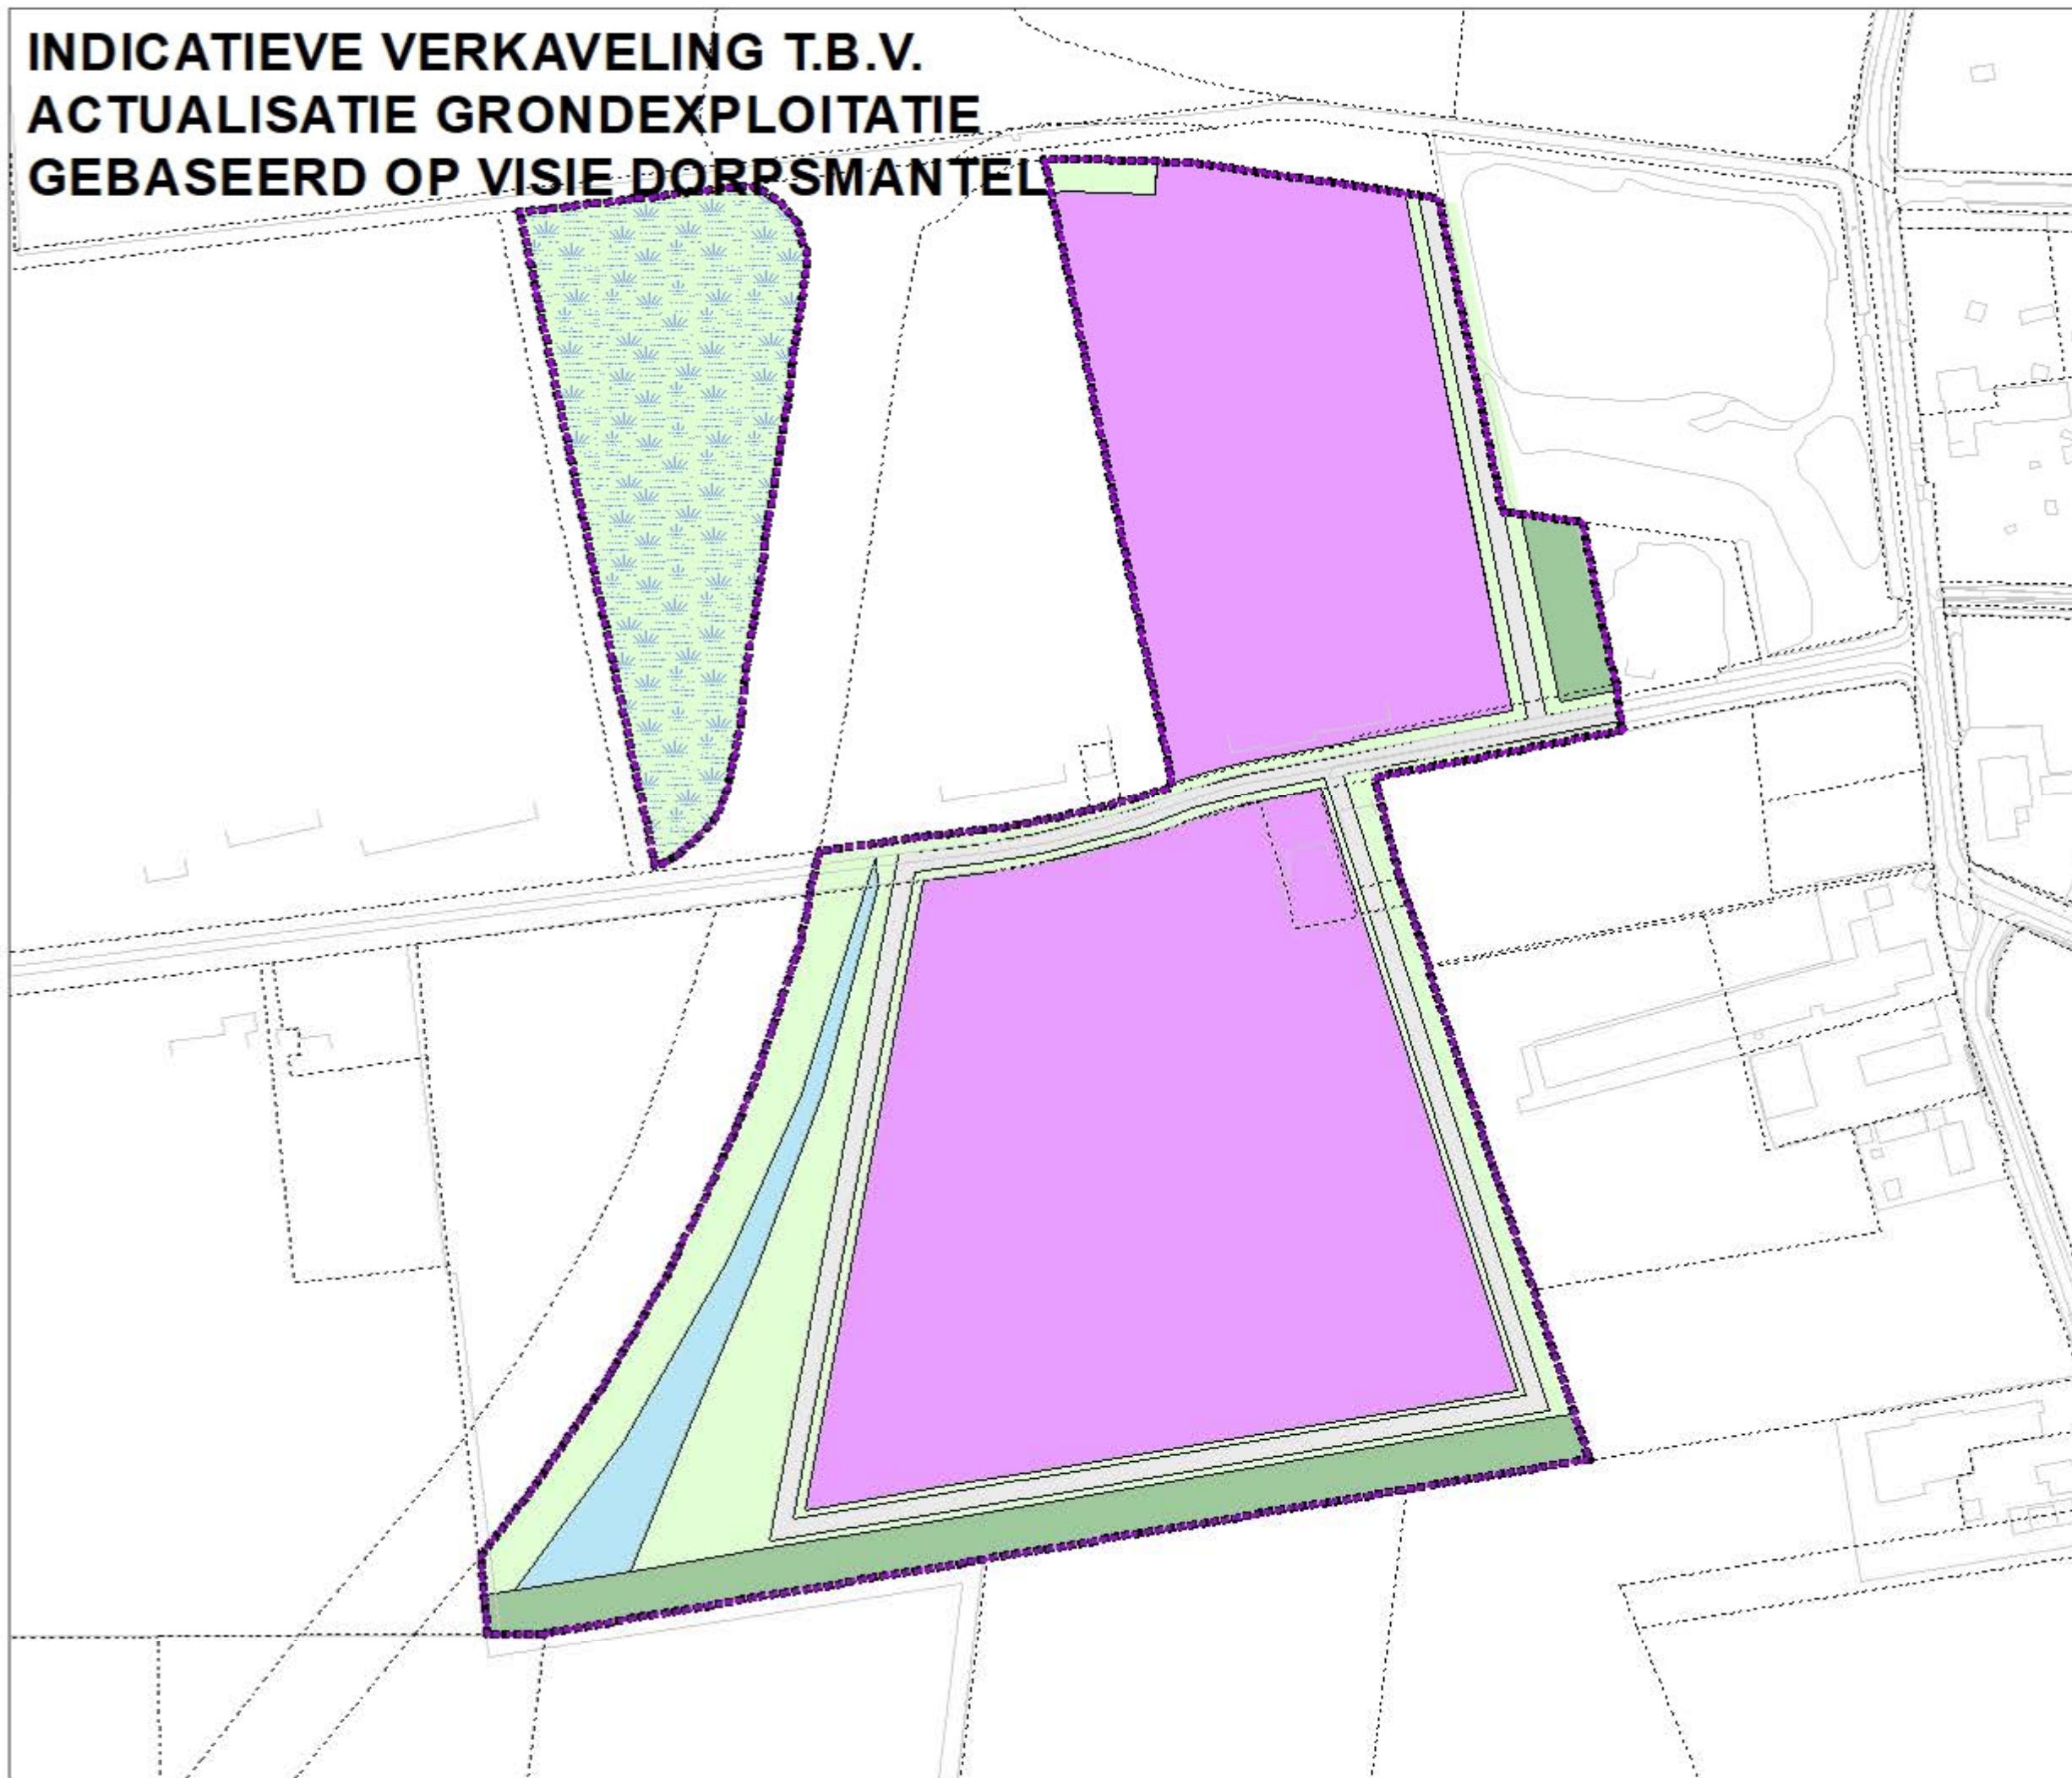 INDICATIEVE VERKAVELING T.B.V.
ACTUALISATIE GRONDEXPLOITATIE
GEBASEERD OP VISIE DORPSMANTEL